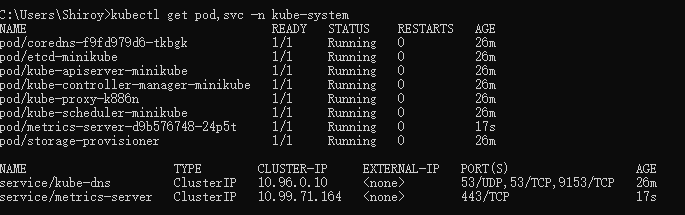 C:\Users\Shiroy>kubectl get pod,svc -n kube-system
NAME READY STATUS RESTARTS AGE
pod/coredns-f9fd979d6-tkbgk 1/1 Running 0 26m
pod/etcd-minikube 1/1 Running 0 26m
pod/kube-apiserver-minikube 1/1 Running 0 26m
pod/kube-controller-manager-minikube 1/1 Running 0 26m
pod/kube-proxy-k886n 1/1 Running 0 26m
pod/kube-scheduler-minikube 1/1 Running 0 26m
pod/metrics-server-d9b576748-24p5t 1/1 Running 0 17s
pod/storage-provisioner 1/1 Running 0 26m
NAME TYPE CLUSTER-IP EXTERNAL-IP PORT(S) AGE
service/kube-dns ClusterIP 10.96.0.10 <none> 53/UDP,53/TCP,9153/TCP 26m
service/metrics-server ClusterIP 10.99.71.164 <none> 443/TCP 17s